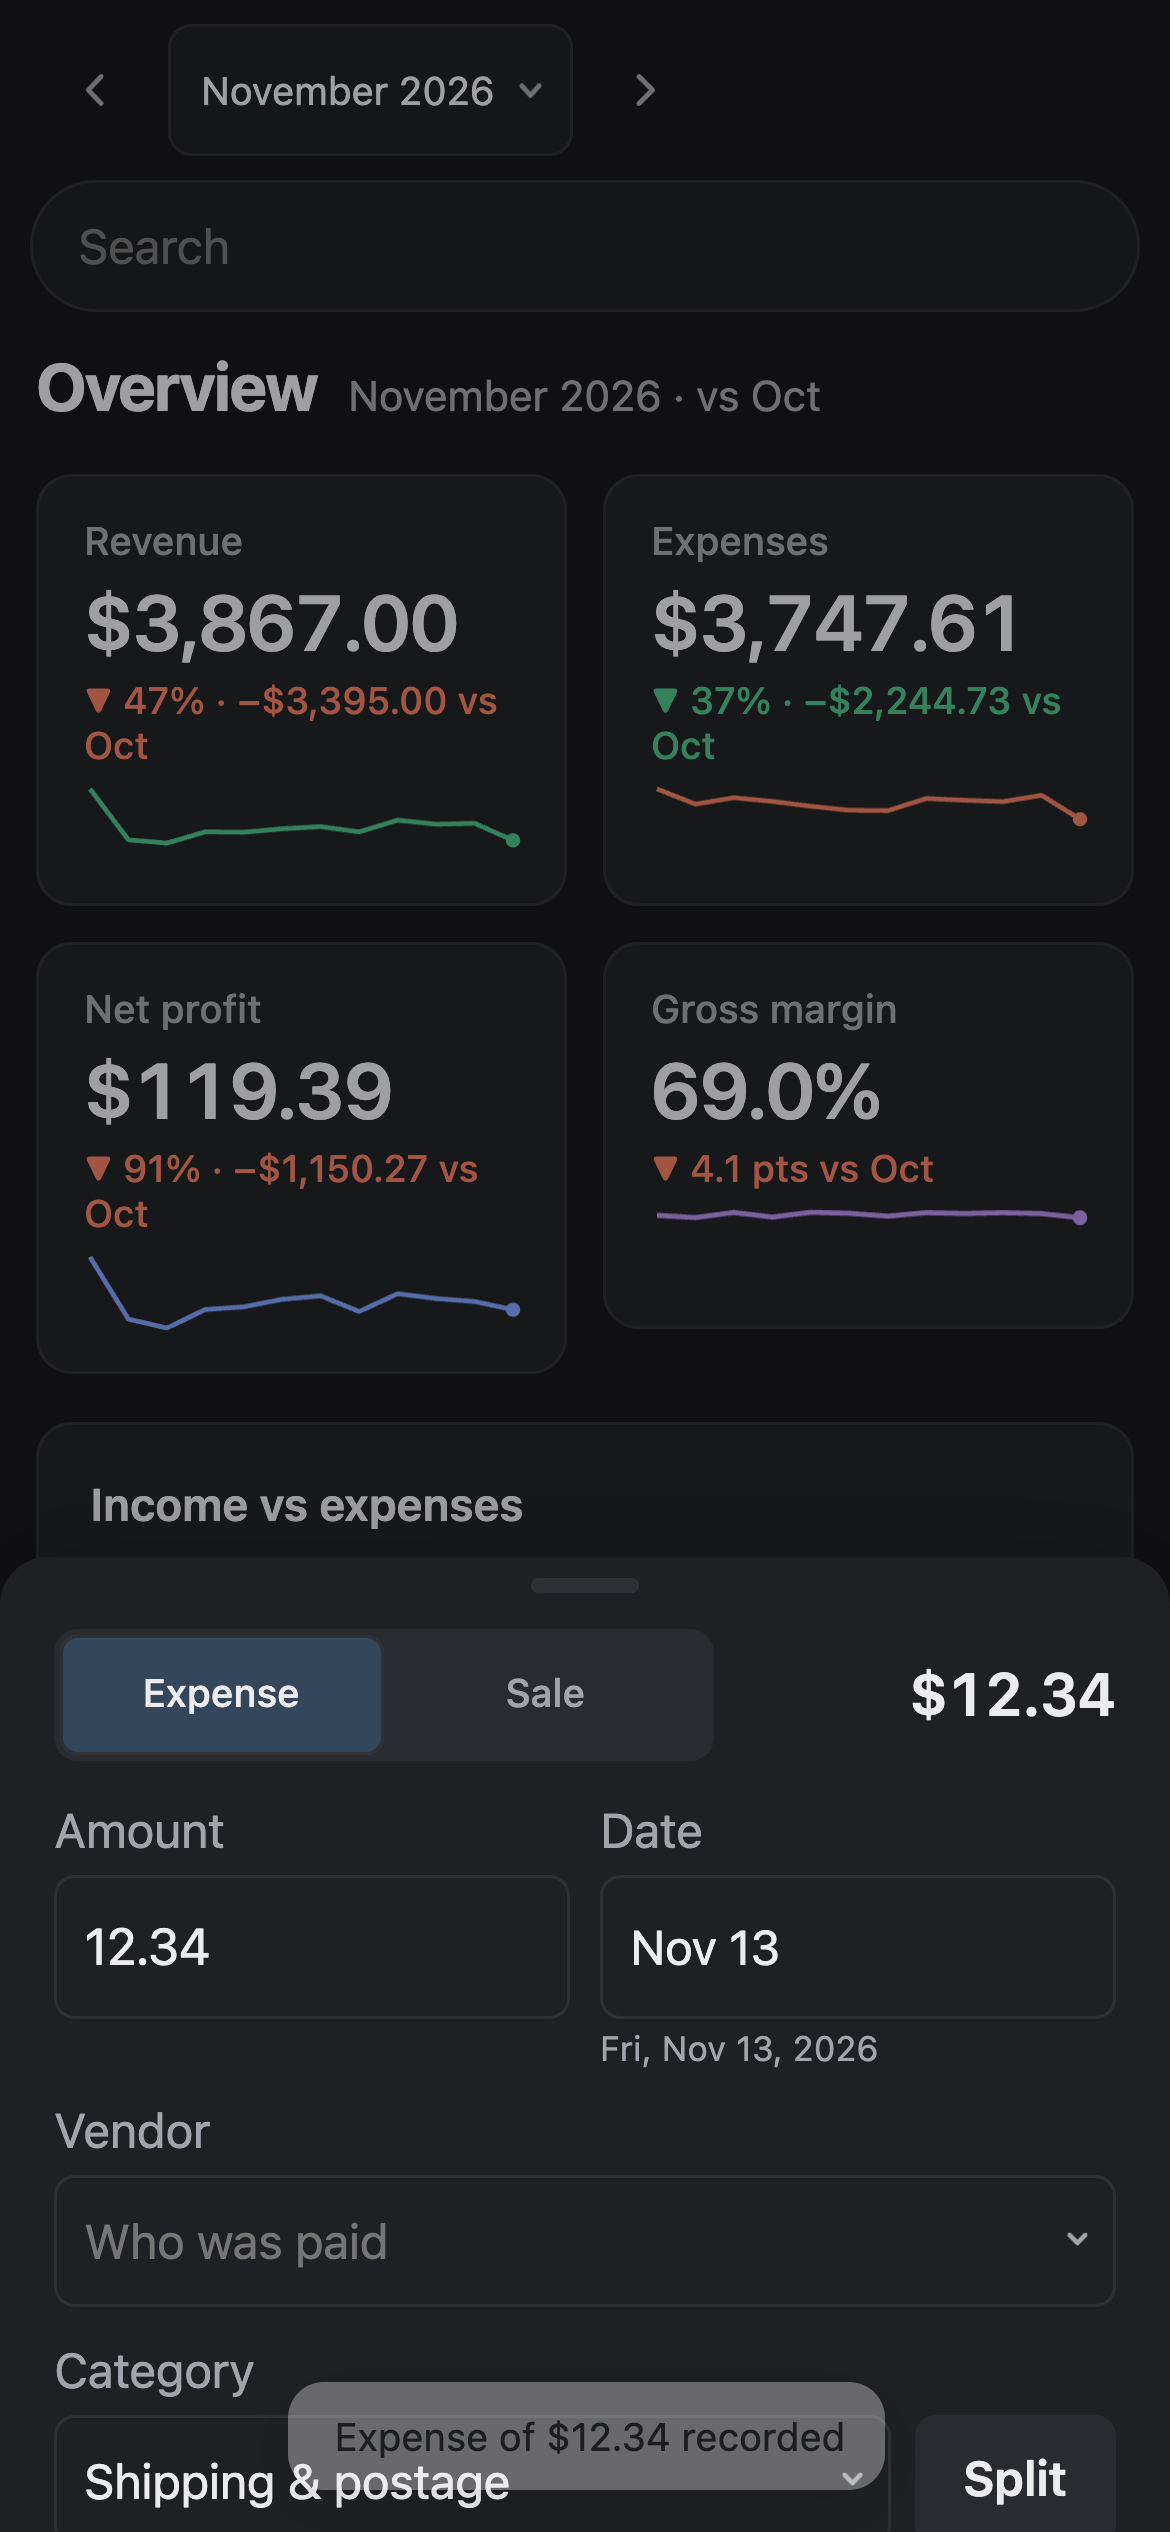 November 2026
Search
Overview November 2026 · vs Oct
Revenue
$3,867.00
▼ 47% · −$3,395.00 vs
Oct
Expenses
$3,747.61
▼ 37% · −$2,244.73 vs
Oct
Net profit
$119.39
▼ 91% · −$1,150.27 vs
Oct
Gross margin
69.0%
▼ 4.1 pts vs Oct
Income vs expenses
Expense
Sale
$12.34
Amount
12.34
Date
Nov 13
Fri, Nov 13, 2026
Vendor
Who was paid
Category
Expense of $12.34 recorded
Shipping & postage
Split